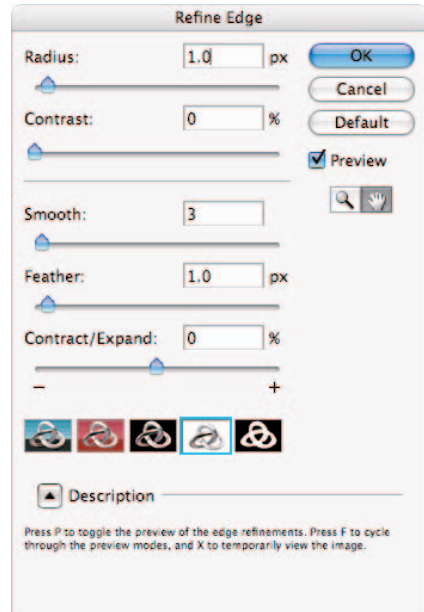 Refine Edge
Radius: 1.0 px
OK
Cancel
Contrast: 0 %
Default
Preview
Smooth: 3
Feather: 1.0 px
Contract/Expand: 0 %
− +
Description
Press P to toggle the preview of the edge refinements. Press F to cycle
through the preview modes, and X to temporarily view the image.